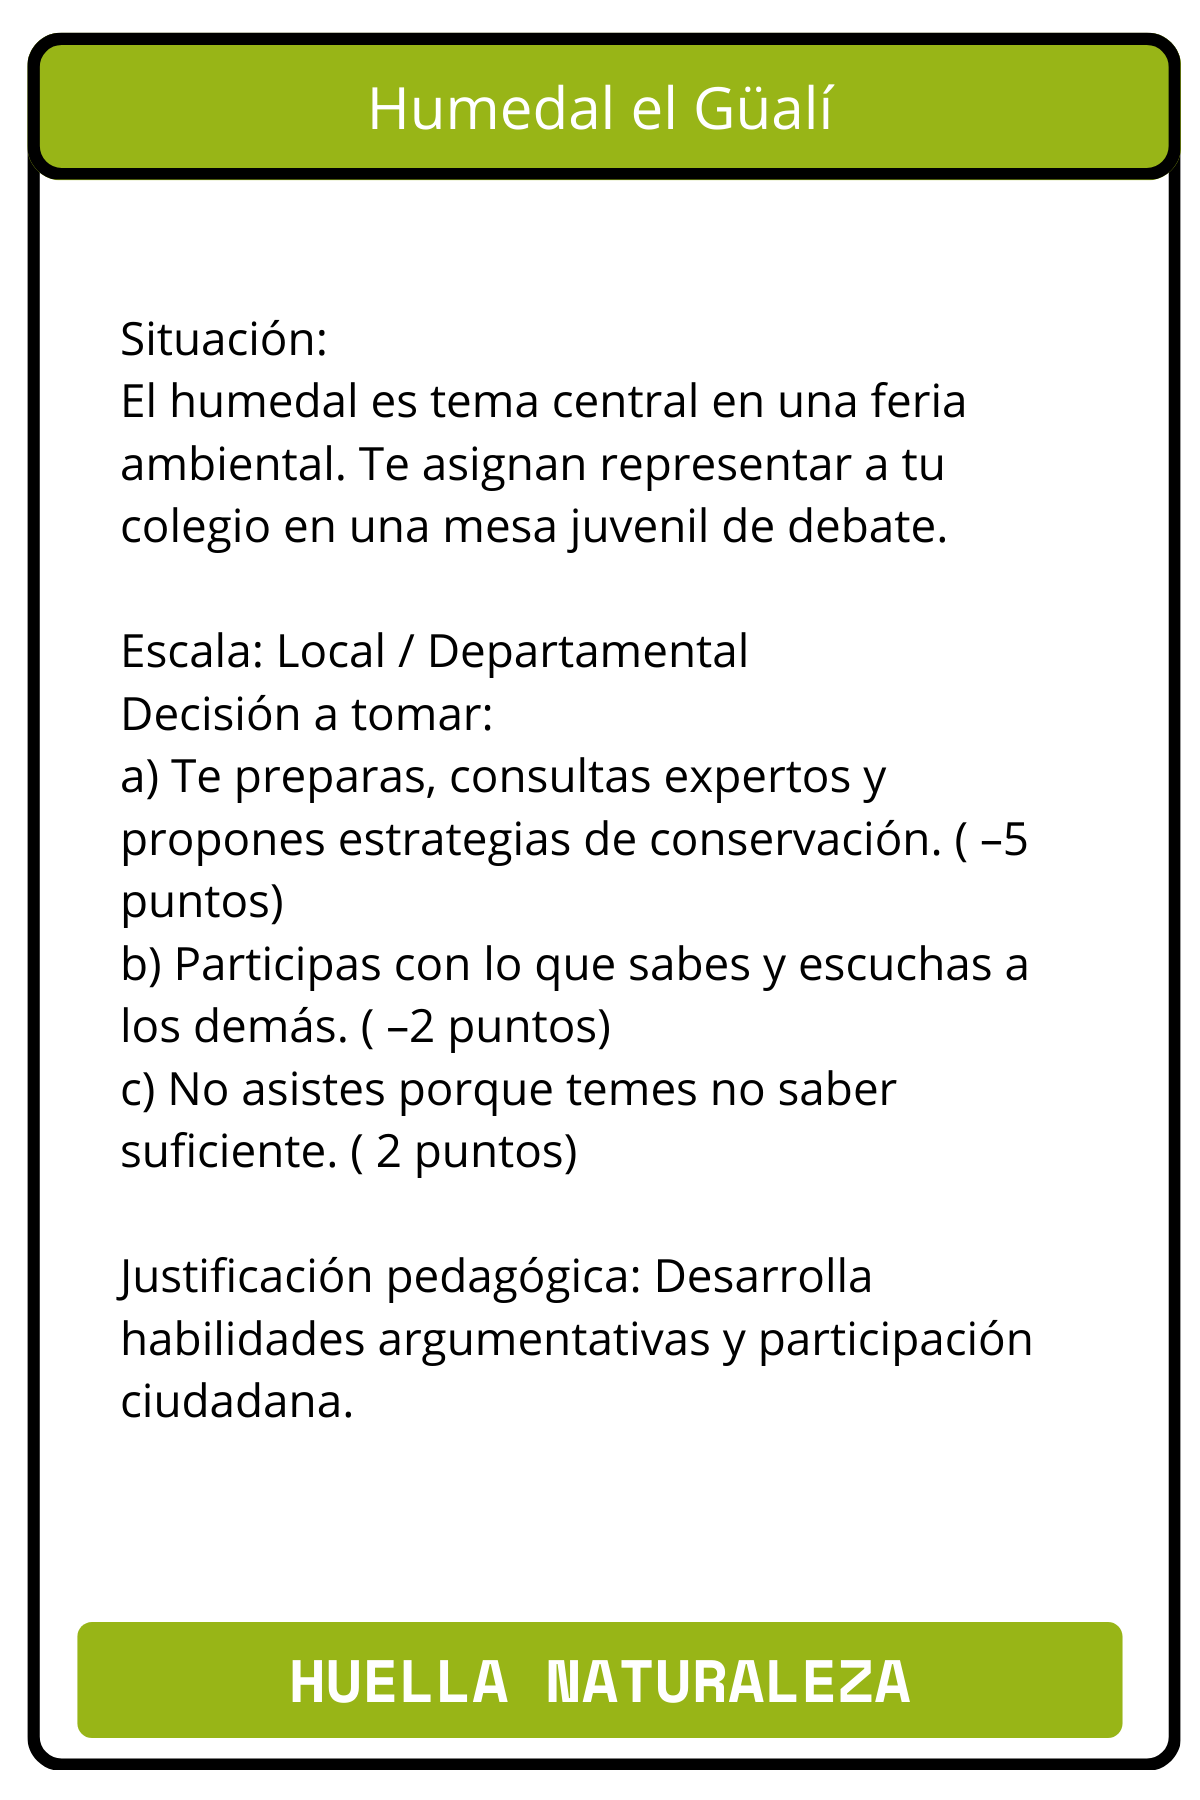 Humedal el Güalí
Situación:
El humedal es tema central en una feria
ambiental. Te asignan representar a tu
colegio en una mesa juvenil de debate.
Escala: Local / Departamental
Decisión a tomar:
a) Te preparas, consultas expertos y
propones estrategias de conservación. ( –5
puntos)
b) Participas con lo que sabes y escuchas a
los demás. ( –2 puntos)
c) No asistes porque temes no saber
suficiente. ( 2 puntos)
Justificación pedagógica: Desarrolla
habilidades argumentativas y participación
ciudadana.
HUELLA NATURALEZA